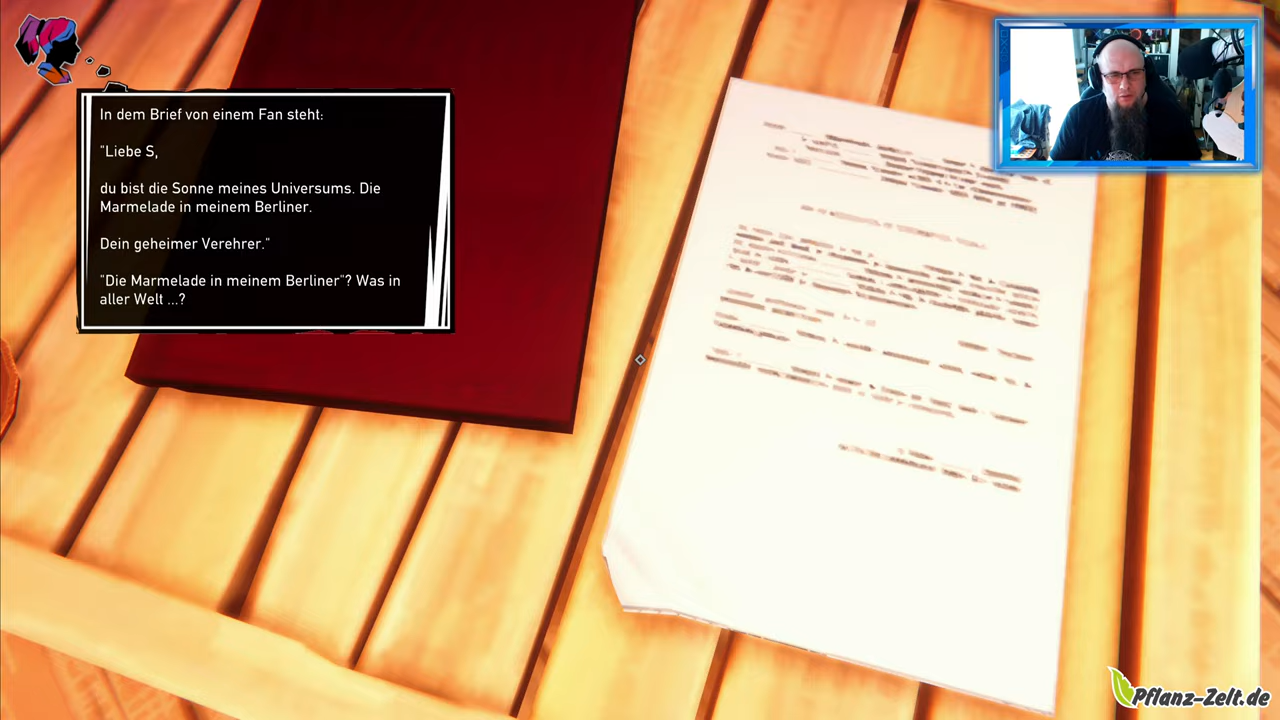 In dem Brief von einem Fan steht:
"Liebe S,
du bist die Sonne meines Universums. Die
Marmelade in meinem Berliner.
Dein geheimer Verehrer."
"Die Marmelade in meinem Berliner"? Was in
aller Welt ...?
Pflanz-Zelt.de